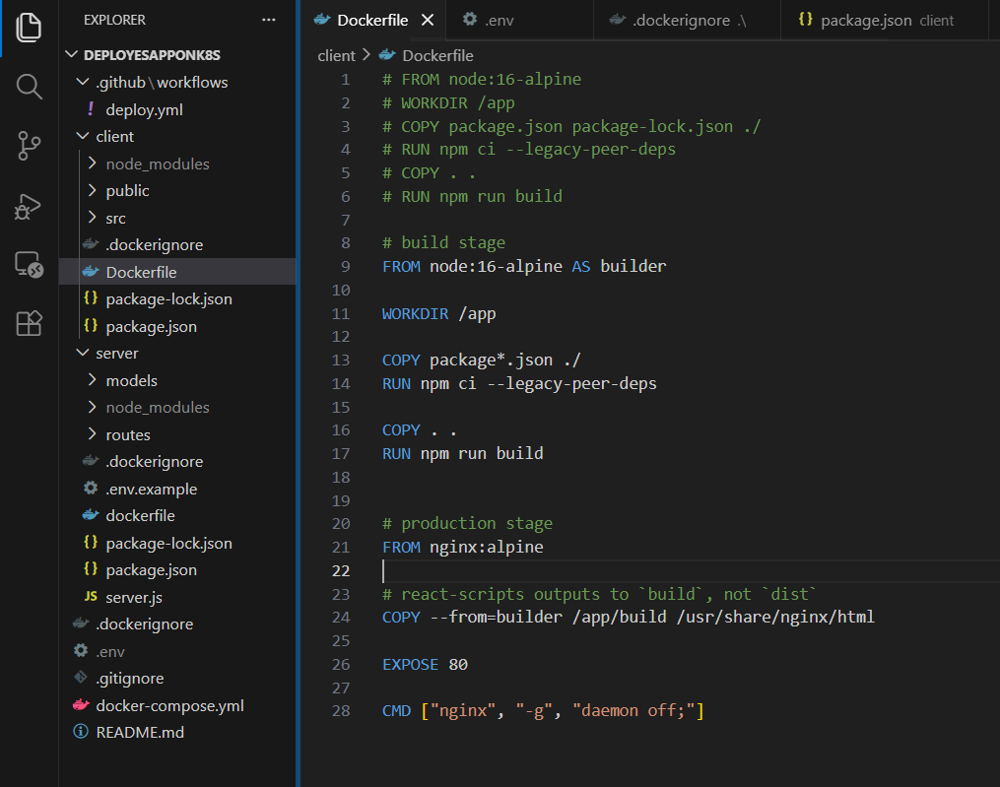 EXPLORER
DEPLOYESAPPONK8S
.github\workflows
! deploy.yml
client
node_modules
public
src
.dockerignore
Dockerfile
{} package-lock.json
{} package.json
server
models
node_modules
routes
.dockerignore
.env.example
dockerfile
{} package-lock.json
{} package.json
JS server.js
.dockerignore
.env
.gitignore
docker-compose.yml
README.md
Dockerfile .env .dockerignore .\ {} package.json client
client > Dockerfile
1 # FROM node:16-alpine
2 # WORKDIR /app
3 # COPY package.json package-lock.json ./
4 # RUN npm ci --legacy-peer-deps
5 # COPY . .
6 # RUN npm run build
7
8 # build stage
9 FROM node:16-alpine AS builder
10
11 WORKDIR /app
12
13 COPY package*.json ./
14 RUN npm ci --legacy-peer-deps
15
16 COPY . .
17 RUN npm run build
18
19
20 # production stage
21 FROM nginx:alpine
22
23 # react-scripts outputs to `build`, not `dist`
24 COPY --from=builder /app/build /usr/share/nginx/html
25
26 EXPOSE 80
27
28 CMD ["nginx", "-g", "daemon off;"]